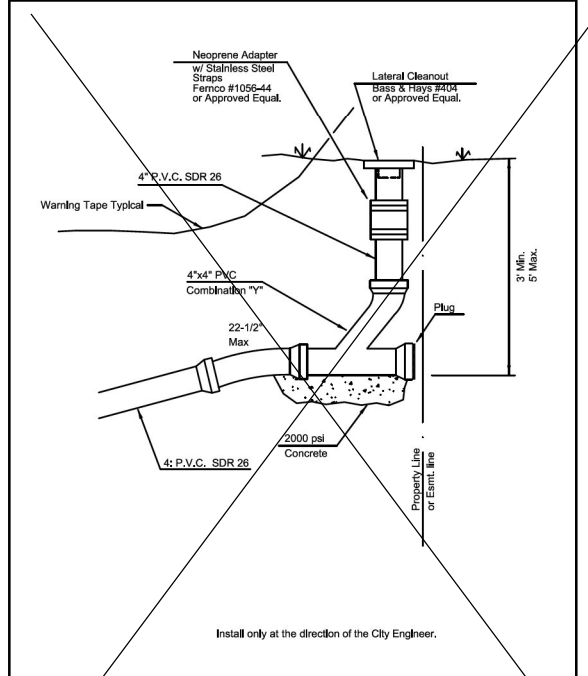 Neoprene Adapter
w/ Stainless Steel
Straps
Fernco #1056-44
or Approved Equal.
Lateral Cleanout
Bass & Hays #404
or Approved Equal.
4" P.V.C. SDR 26
Warning Tape Typical
4"x4" PVC
Combination "Y"
22-1/2°
Max
Plug
3' Min.
5' Max.
2000 psi
Concrete
4: P.V.C. SDR 26
Property Line
or Esmt. line
Install only at the direction of the City Engineer.